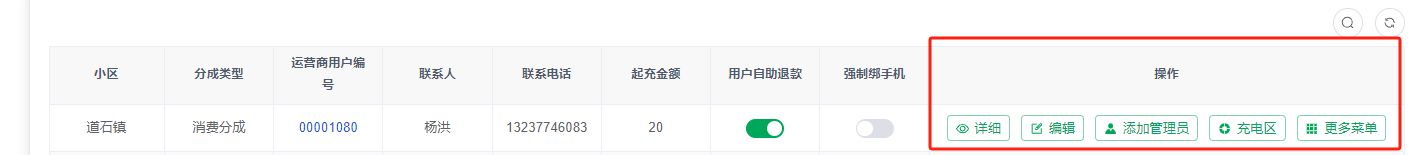 小区 分成类型 运营商用户编号 联系人 联系电话 起充金额 用户自助退款 强制绑手机 操作
道石镇 消费分成 00001080 杨洪 13237746083 20 详细 编辑 添加管理员 充电区 更多菜单